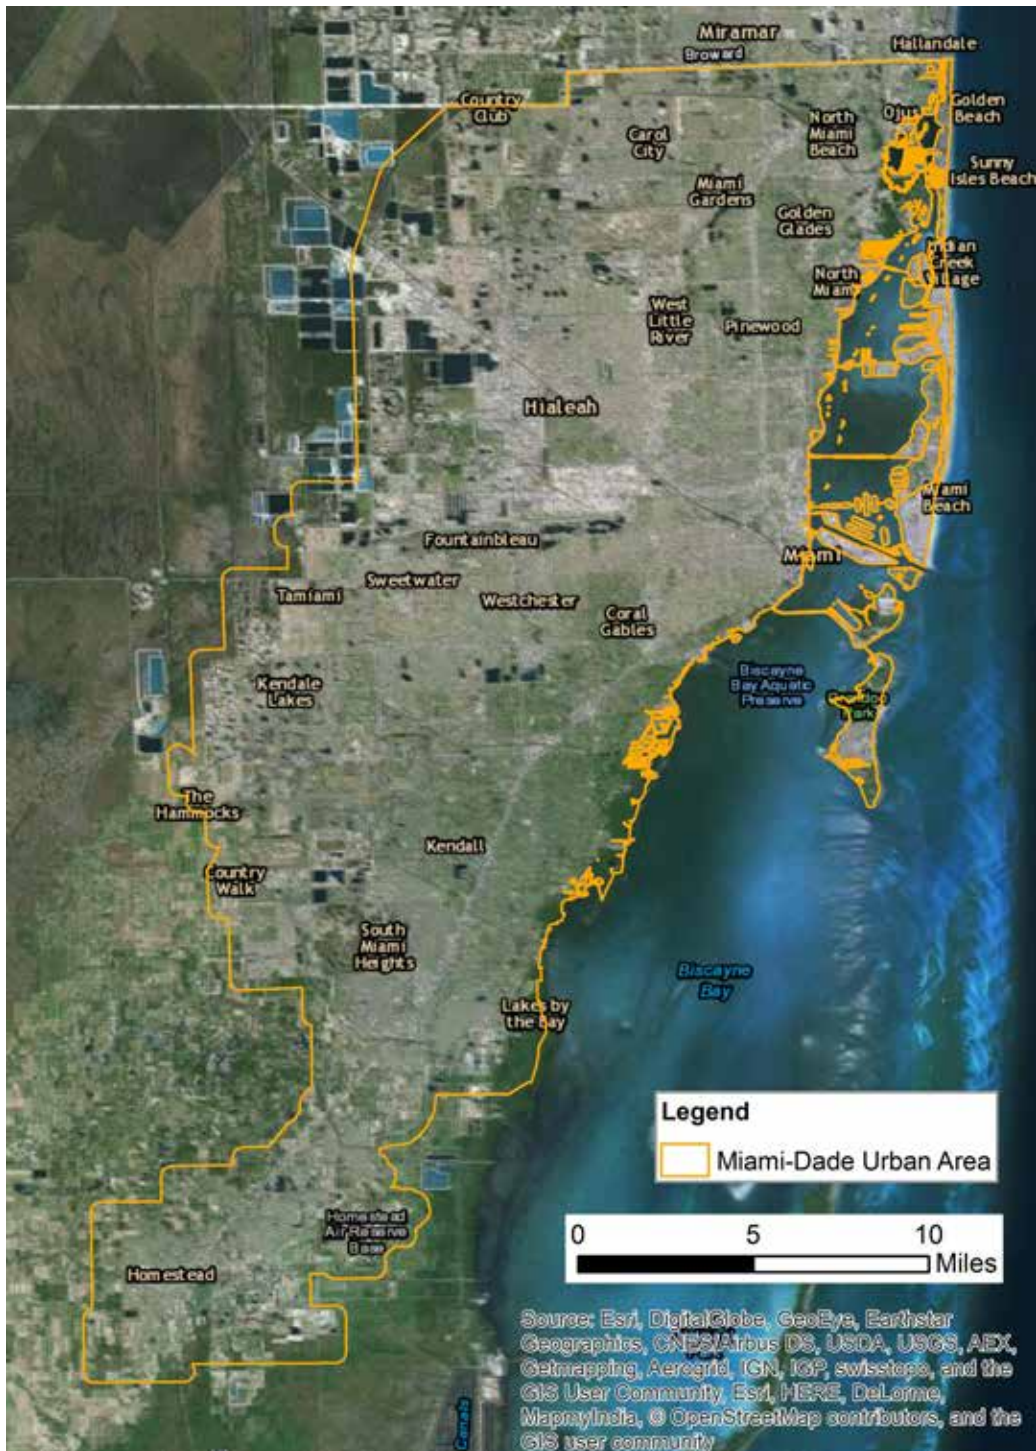 Miramar
Broward
Hallandale
Country
Club
Ojus
Golden
Beach
North
Miami
Beach
Carol
City
Sunny
Isles Beach
Miami
Gardens
Golden
Glades
Indian
Creek
Village
North
Miami
West
Little
River
Pinewood
Hialeah
Miami
Beach
Fountainbleau
Miami
Sweetwater
Tamiami
Westchester
Coral
Gables
Biscayne
Bay Aquatic
Preserve
Kendale
Lakes
Park
The
Hammocks
Kendall
Country
Walk
South
Miami
Heights
Biscayne
Bay
Lakes by
the Bay
Legend
Miami-Dade Urban Area
Homestead
Air Reserve
Base
0 5 10
Miles
Homestead
Source: Esri, DigitalGlobe, GeoEye, Earthstar
Geographics, CNES/Airbus DS, USDA, USGS, AEX,
Getmapping, Aerogrid, IGN, IGP, swisstopo, and the
GIS User Community, Esri, HERE, DeLorme,
MapmyIndia, © OpenStreetMap contributors, and the
GIS user community
Canals